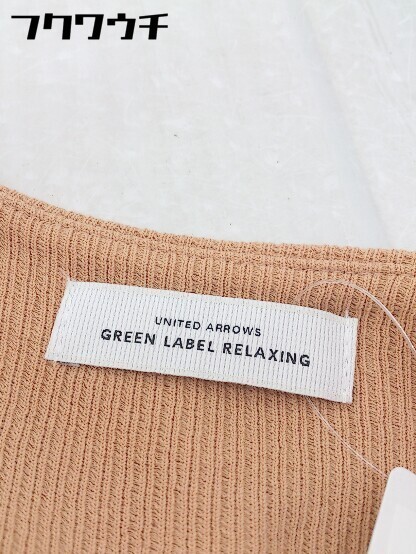 フクワウチ
UNITED ARROWS
GREEN LABEL RELAXING